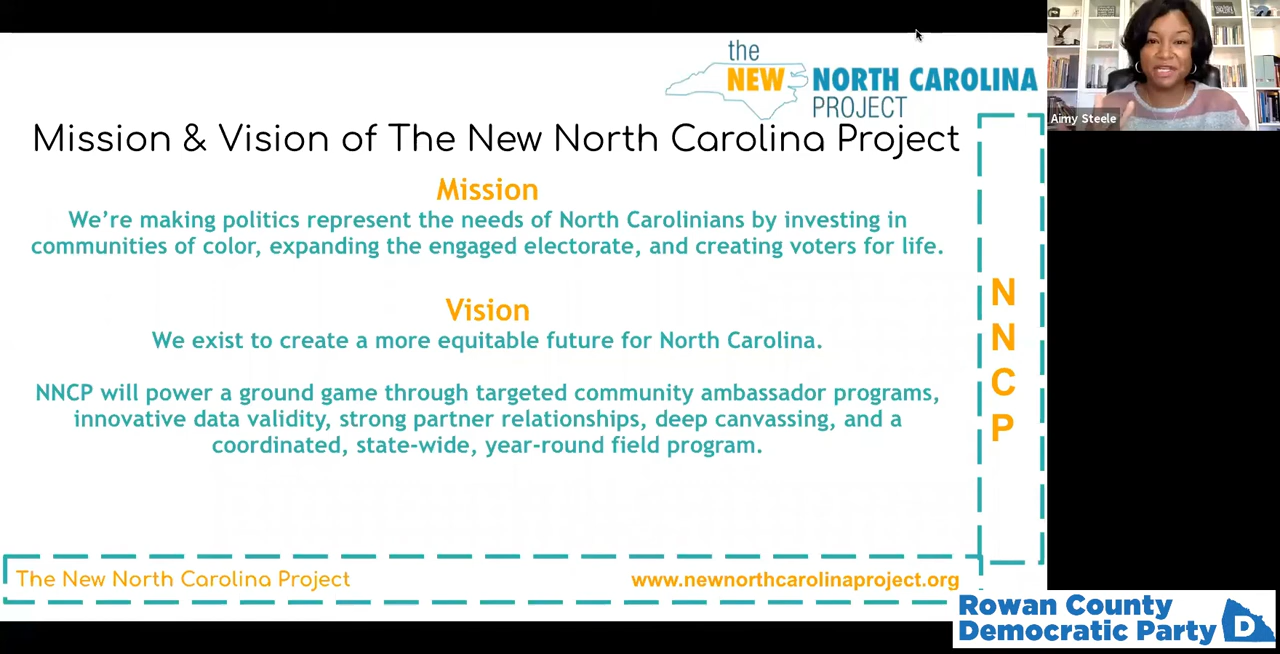 the
NEW NORTH CAROLINA
PROJECT
Aimy Steele
Mission & Vision of The New North Carolina Project
Mission
We're making politics represent the needs of North Carolinians by investing in
communities of color, expanding the engaged electorate, and creating voters for life.
Vision
We exist to create a more equitable future for North Carolina.
NNCP will power a ground game through targeted community ambassador programs,
innovative data validity, strong partner relationships, deep canvassing, and a
coordinated, state-wide, year-round field program.
N
N
C
P
The New North Carolina Project
www.newnorthcarolinaproject.org
Rowan County
Democratic Party D